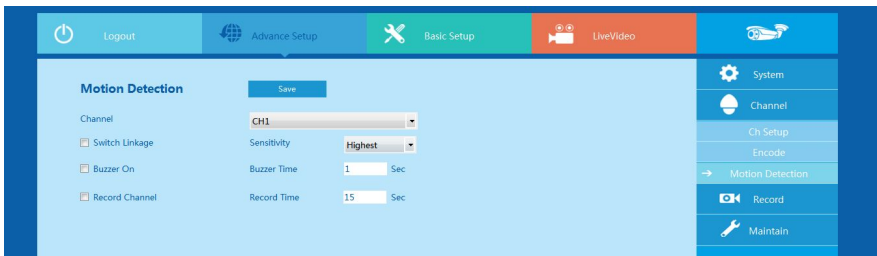 Logout
Advance Setup
Basic Setup
LiveVideo
Motion Detection
Save
Channel
CH1
Switch Linkage
Sensitivity
Highest
Buzzer On
Buzzer Time
1
Sec
Record Channel
Record Time
15
Sec
System
Channel
Ch Setup
Encode
Motion Detection
Record
Maintain